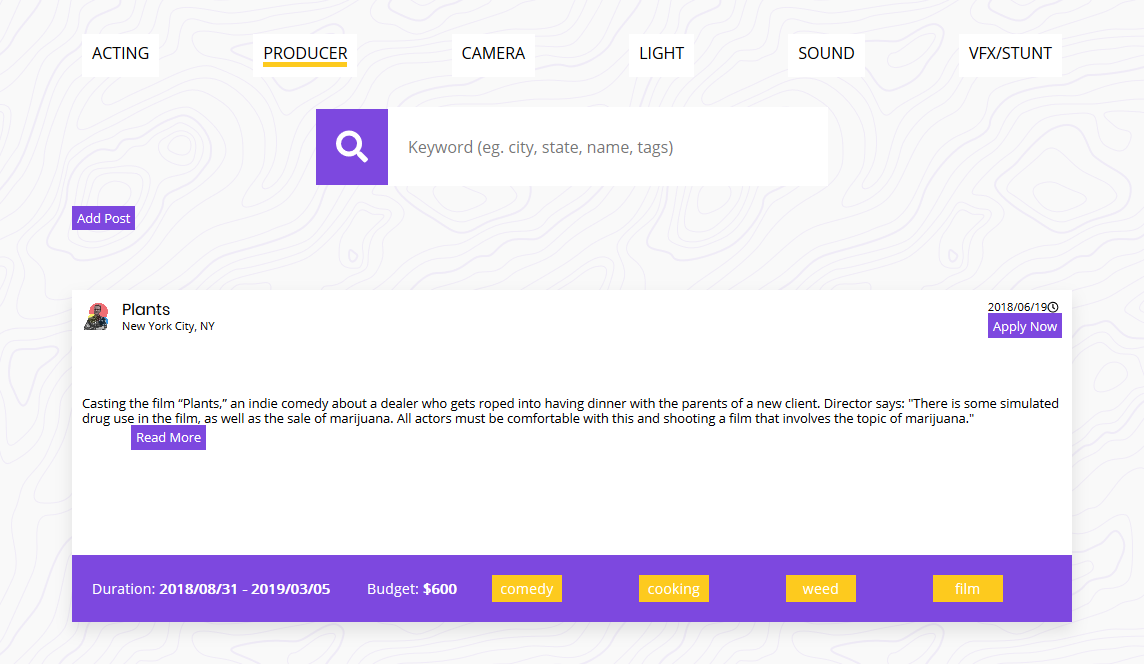 ACTING PRODUCER CAMERA LIGHT SOUND VFX/STUNT
Keyword (eg. city, state, name, tags)
Add Post
Plants
New York City, NY
2018/06/19
Apply Now
Casting the film “Plants,” an indie comedy about a dealer who gets roped into having dinner with the parents of a new client. Director says: "There is some simulated
drug use in the film, as well as the sale of marijuana. All actors must be comfortable with this and shooting a film that involves the topic of marijuana."
Read More
Duration: 2018/08/31 - 2019/03/05 Budget: $600 comedy cooking weed film